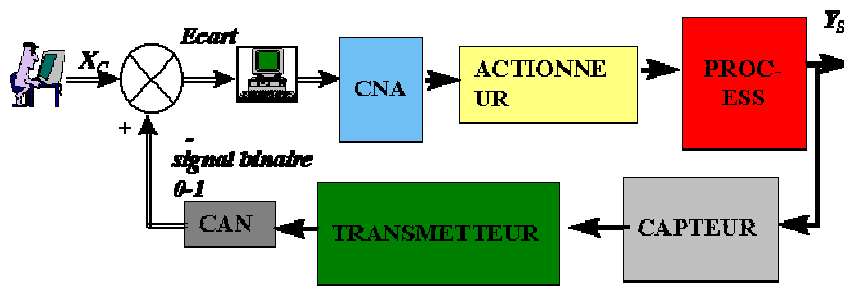 Y_S
Ecart
X_C
CNA
ACTIONNE
UR
PROC-
ESS
+
-
signal binaire
0-1
CAN
TRANSMETTEUR
CAPTEUR